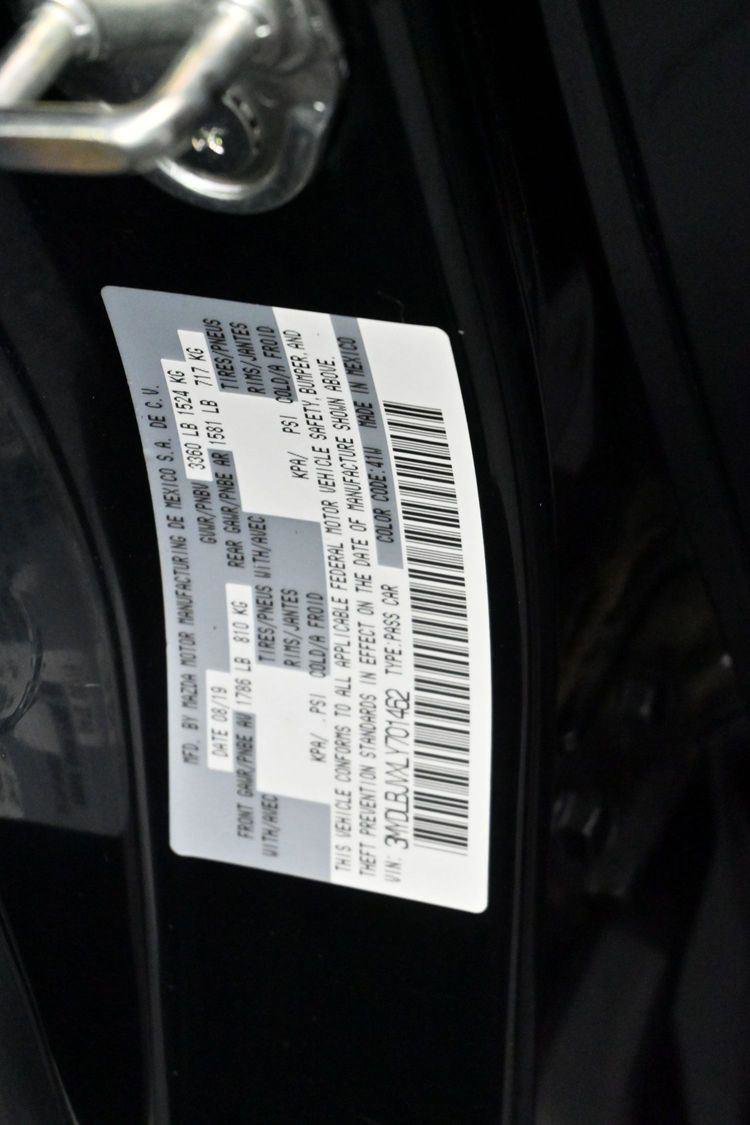 MFD. BY MAZDA MOTOR MANUFACTURING DE MEXICO S.A. DE C.V.
DATE 08/19 GVWR/PNBV 3360 LB 1524 KG
FRONT GAWR/PNBE AV 1786 LB 810 KG REAR GAWR/PNBE AR 1581 LB 717 KG
WITH/AVEC TIRES/PNEUS WITH/AVEC TIRES/PNEUS
RIMS/JANTES RIMS/JANTES
KPA/ . PSI COLD/A FROID KPA/ PSI COLD/A FROID
THIS VEHICLE CONFORMS TO ALL APPLICABLE FEDERAL MOTOR VEHICLE SAFETY, BUMPER, AND
THEFT PREVENTION STANDARDS IN EFFECT ON THE DATE OF MANUFACTURE SHOWN ABOVE.
COLOR CODE:41W MADE IN MEXICO
VIN: TYPE:PASS CAR